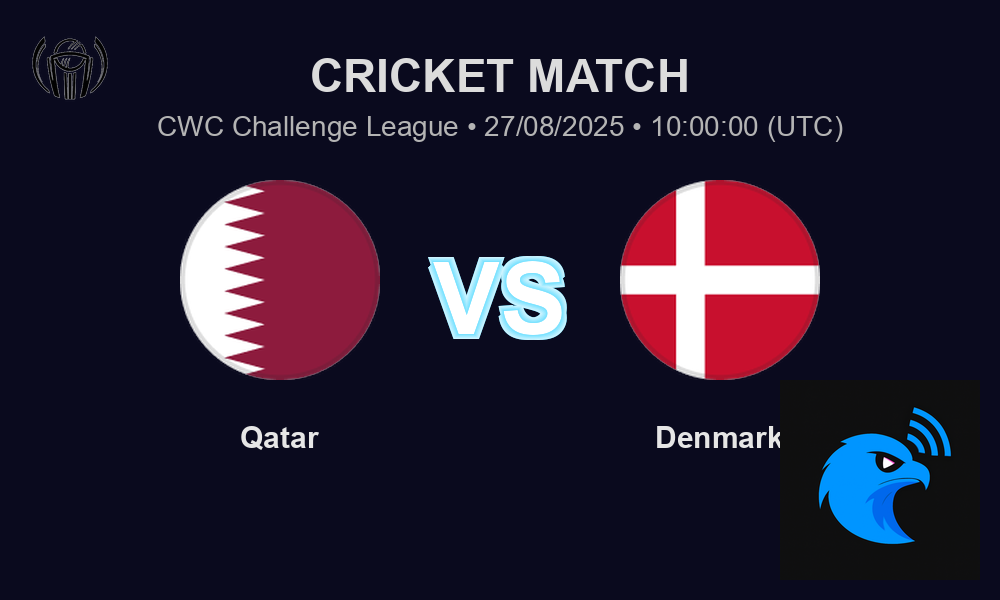 CRICKET MATCH
CWC Challenge League • 27/08/2025 • 10:00:00 (UTC)
VS
Qatar
Denmark